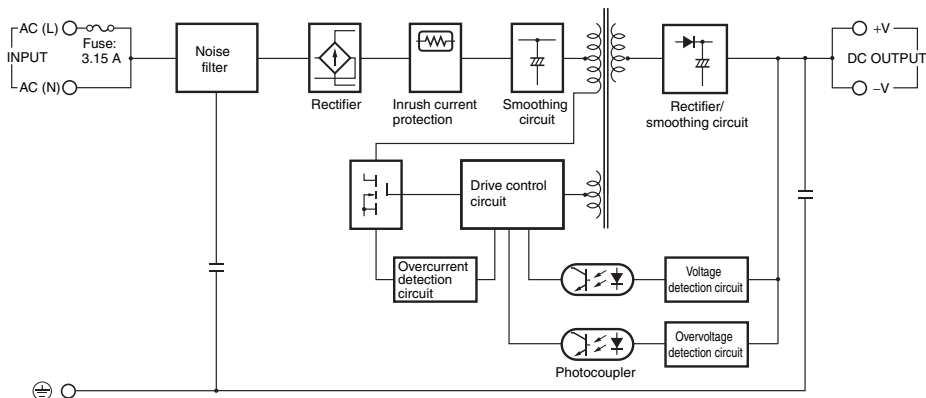 AC (L)
Fuse:
3.15 A
INPUT
AC (N)
Noise
filter
Rectifier
Inrush current
protection
Smoothing
circuit
Rectifier/
smoothing circuit
+V
DC OUTPUT
−V
Drive control
circuit
Overcurrent
detection
circuit
Voltage
detection circuit
Overvoltage
detection circuit
Photocoupler